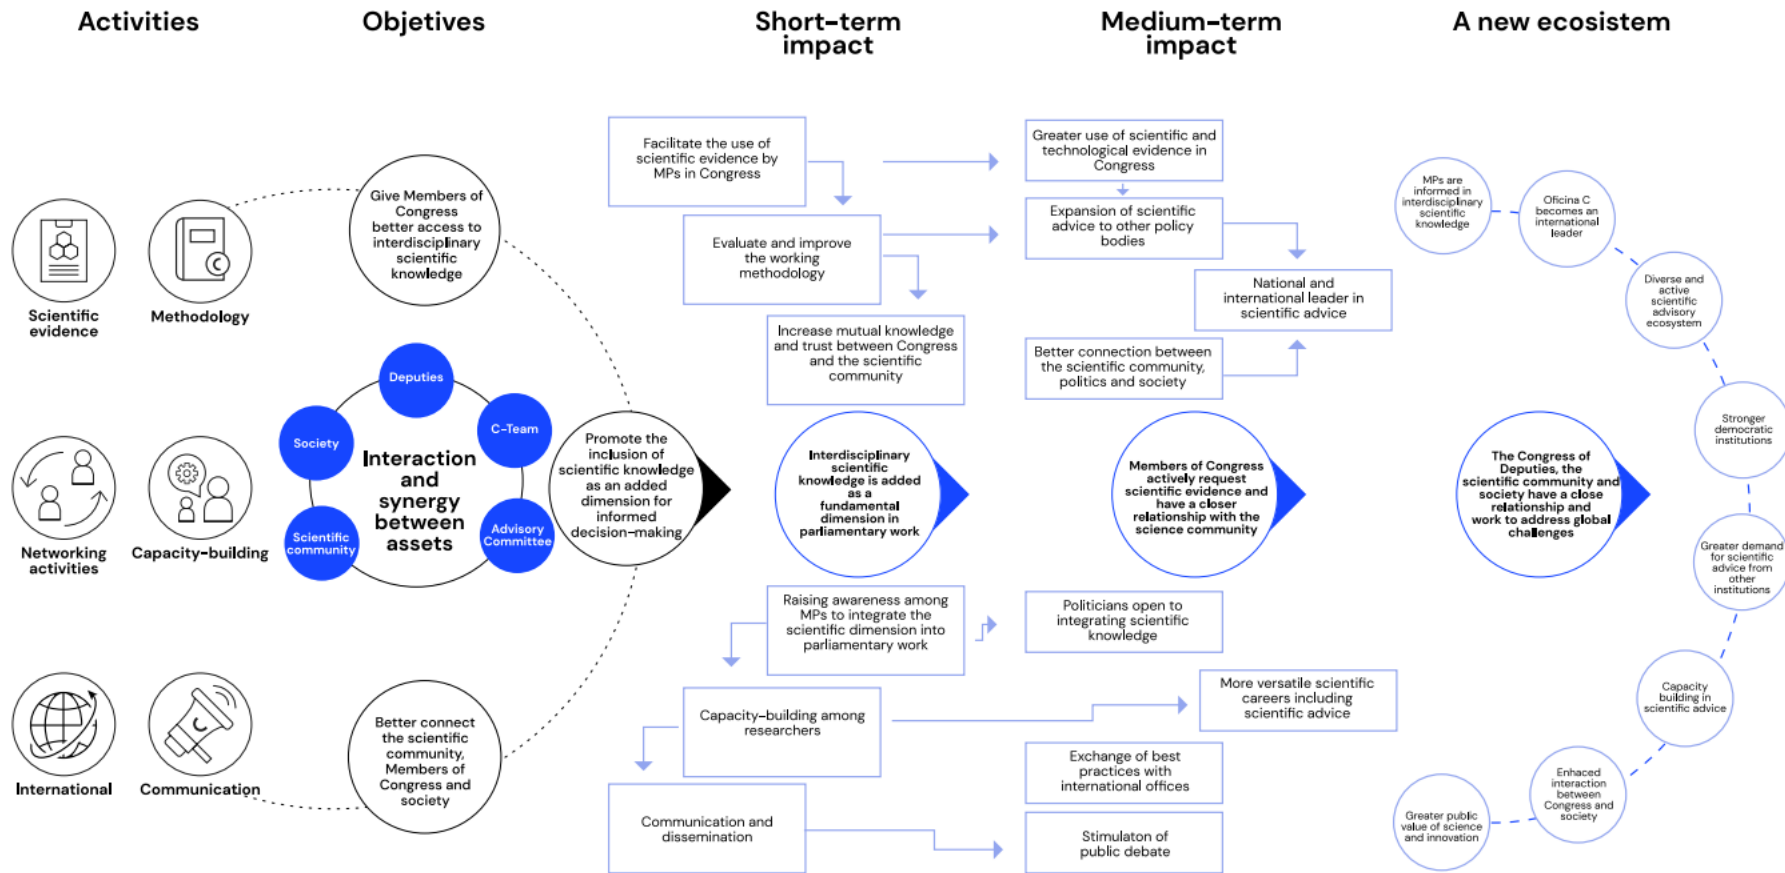 Activities
Objetives
Short-term
impact
Medium-term
impact
A new ecosistem
Scientific
evidence
Methodology
Networking
activities
Capacity-building
International
Communication
Give Members of
Congress
better access to
interdisciplinary
scientific
knowledge
Deputies
Society
C-Team
Scientific
community
Advisory
Committee
Interaction
and
synergy
between
assets
Promote the
inclusion of
scientific knowledge
as an added
dimension for
informed
decision-making
Better connect
the scientific
community,
Members of
Congress and
society
Facilitate the use of
scientific evidence by
MPs in Congress
Evaluate and improve
the working
methodology
Increase mutual knowledge
and trust between Congress
and the scientific
community
Interdisciplinary
scientific
knowledge is added
as a
fundamental
dimension in
parliamentary work
Raising awareness among
MPs to integrate the
scientific dimension into
parliamentary work
Capacity-building among
researchers
Communication and
dissemination
Greater use of scientific and
technological evidence in
Congress
Expansion of scientific
advice to other policy
bodies
National and
international leader in
scientific advice
Better connection between
the scientific community,
politics and society
Members of Congress
actively request
scientific evidence and
have a closer
relationship with the
science community
Politicians open to
integrating scientific
knowledge
More versatile scientific
careers including
scientific advice
Exchange of best
practices with
international offices
Stimulaton of
public debate
MPs are
informed in
interdisciplinary
scientific
knowledge
Oficina C
becomes an
international
leader
Diverse and
active
scientific
advisory
ecosystem
Stronger
democratic
institutions
The Congress of
Deputies, the
scientific community and
society have a close
relationship and
work to address global
challenges
Greater demand
for scientific
advice from
other
institutions
Capacity
building in
scientific advice
Enhaced
interaction
between
Congress and
society
Greater public
value of science
and innovation